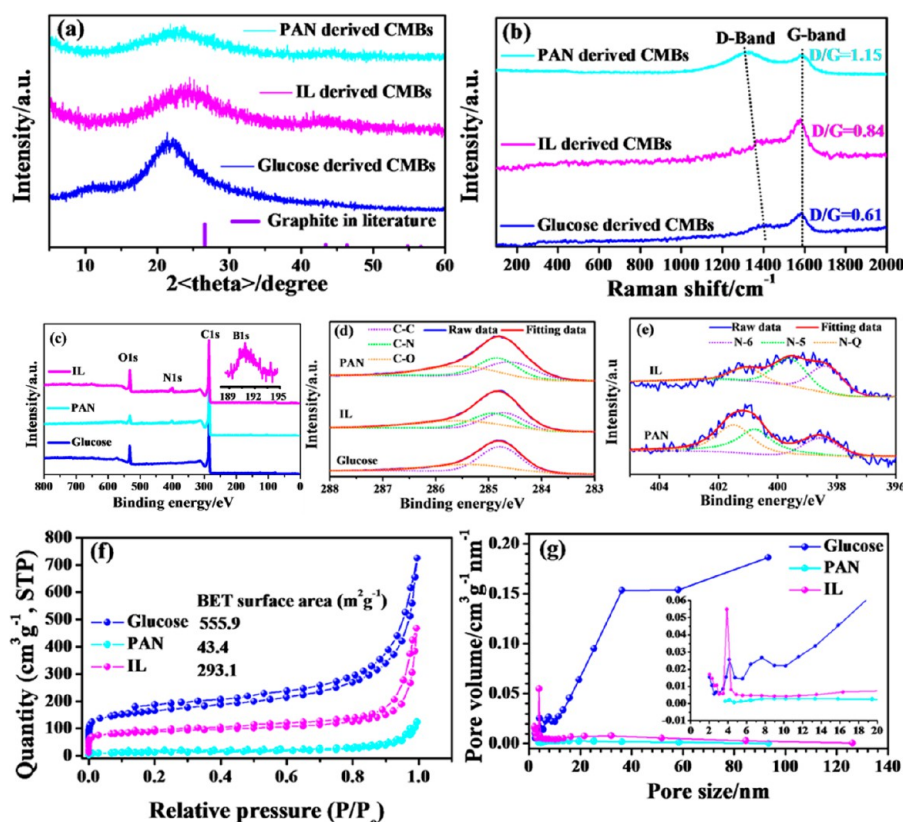 (a)
PAN derived CMBs
IL derived CMBs
Glucose derived CMBs
Graphite in literature
Intensity/a.u.
10 20 30 40 50 60
2<theta>/degree
(b)
D-Band
G-band
PAN derived CMBs
D/G=1.15
IL derived CMBs
D/G=0.84
Glucose derived CMBs
D/G=0.61
Intensity/a.u.
200 400 600 800 1000 1200 1400 1600 1800 2000
Raman shift/cm⁻¹
(c)
C1s
B1s
O1s
N1s
IL
189 192 195
PAN
Glucose
Intensity/a.u.
800 700 600 500 400 300 200 100 0
Binding energy/eV
(d)
C-C
C-N
C-O
Raw data
Fitting data
PAN
IL
Glucose
Intensity/a.u.
288 287 286 285 284 283
Binding energy/eV
(e)
Raw data
Fitting data
N-6
N-5
N-Q
IL
PAN
Intensity/a.u.
404 402 400 398 396
Binding energy/eV
(f)
BET surface area (m²g⁻¹)
Glucose 555.9
PAN 43.4
IL 293.1
Quantity (cm³ g⁻¹, STP)
800
700
600
500
400
300
200
100
0
0.0 0.2 0.4 0.6 0.8 1.0
Relative pressure (P/P₀)
(g)
Glucose
PAN
IL
Pore volume/cm³g⁻¹nm⁻¹
0.20
0.15
0.10
0.05
0.00
0.06
0.05
0.04
0.03
0.02
0.01
0.00
-0.01
0 2 4 6 8 10 12 14 16 18 20
0 20 40 60 80 100 120 140
Pore size/nm